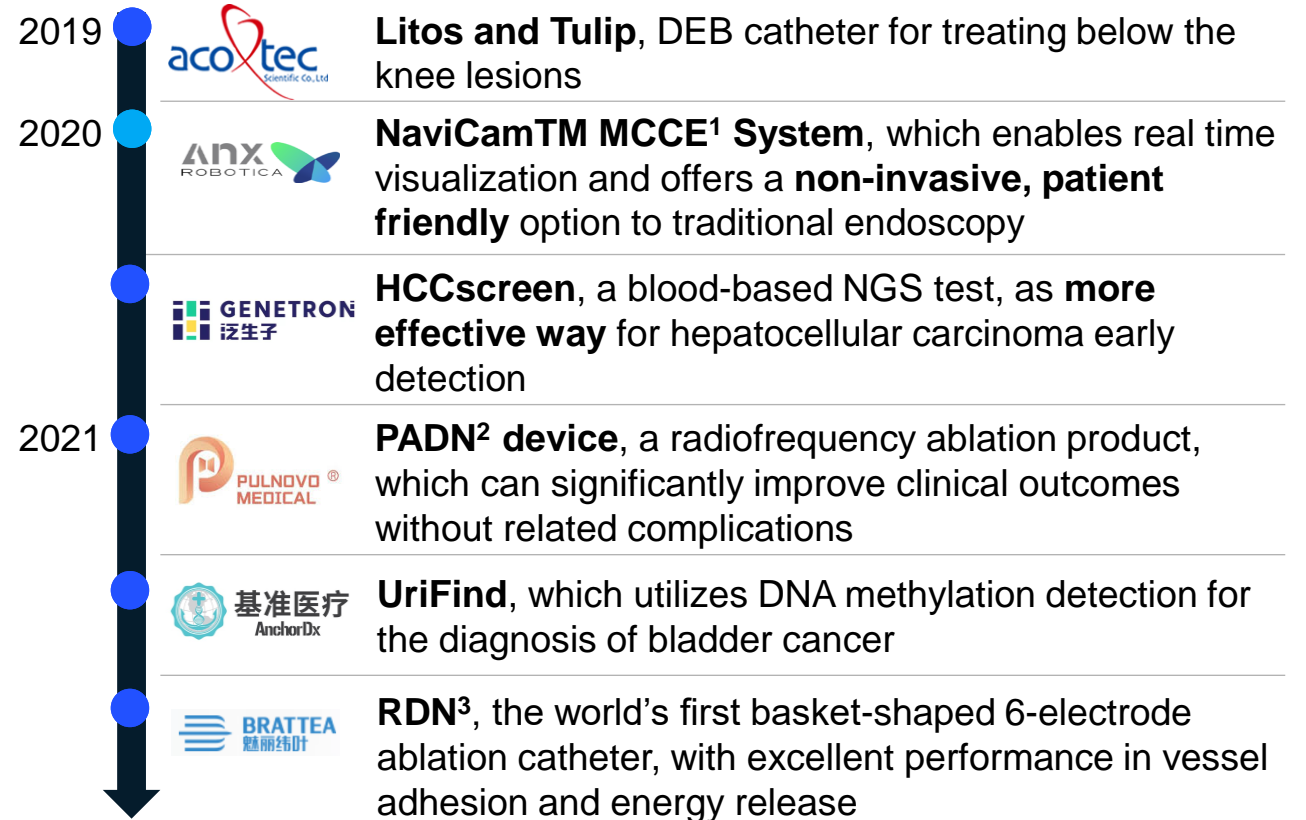 2019
acotec
Scientific Co., Ltd
Litos and Tulip, DEB catheter for treating below the
knee lesions
2020
ANX
ROBOTICA
NaviCamTM MCCE¹ System, which enables real time
visualization and offers a non-invasive, patient
friendly option to traditional endoscopy
GENETRON
泛生子
HCCscreen, a blood-based NGS test, as more
effective way for hepatocellular carcinoma early
detection
2021
PULNOVO ®
MEDICAL
PADN² device, a radiofrequency ablation product,
which can significantly improve clinical outcomes
without related complications
基准医疗
AnchorDx
UriFind, which utilizes DNA methylation detection for
the diagnosis of bladder cancer
BRATTEA
魅丽纬叶
RDN³, the world's first basket-shaped 6-electrode
ablation catheter, with excellent performance in vessel
adhesion and energy release